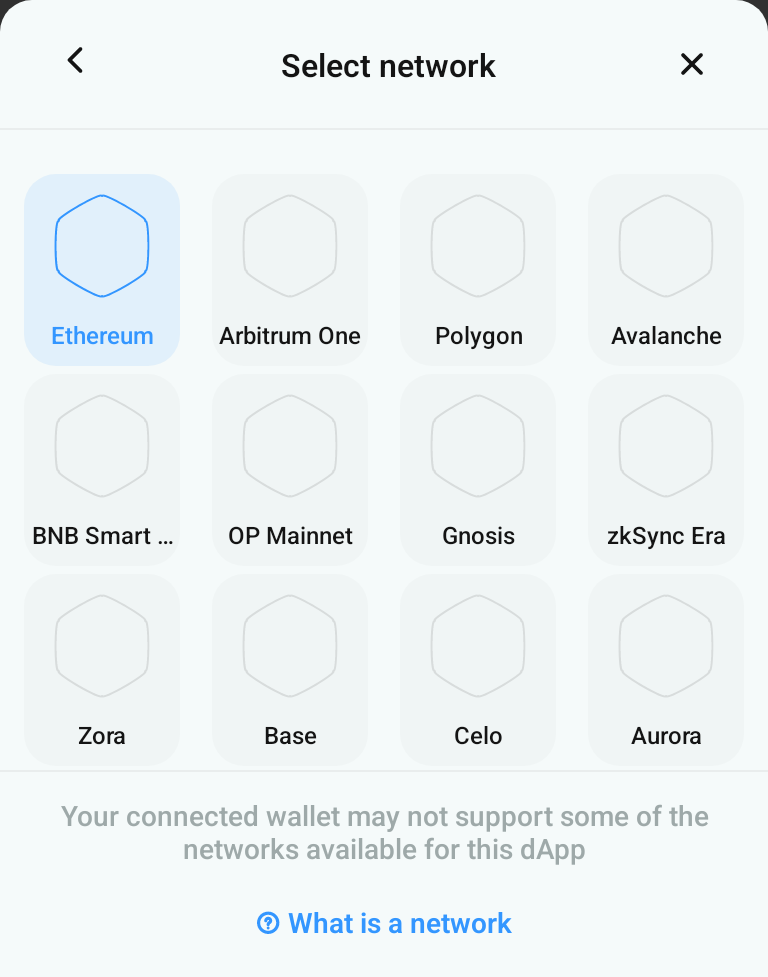 Select network
Ethereum
Arbitrum One
Polygon
Avalanche
BNB Smart ...
OP Mainnet
Gnosis
zkSync Era
Zora
Base
Celo
Aurora
Your connected wallet may not support some of the
networks available for this dApp
What is a network